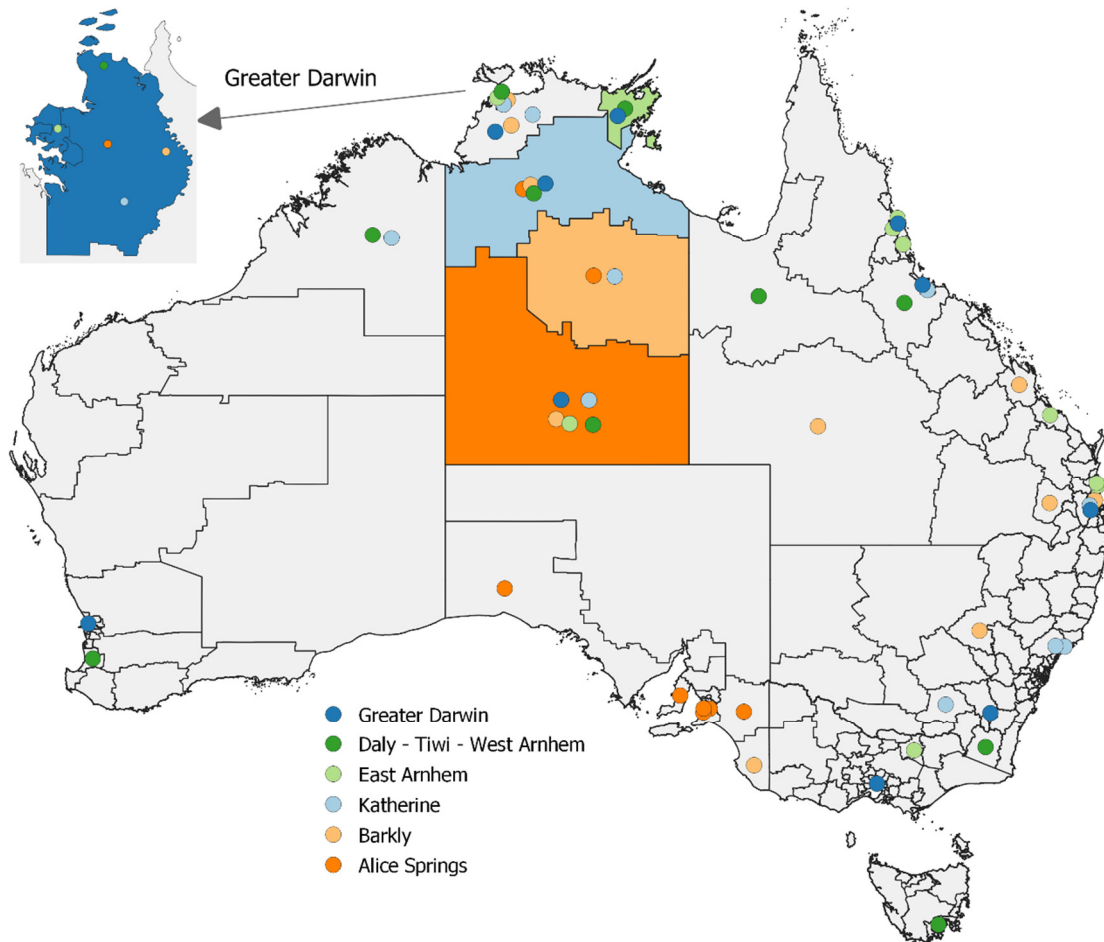 Greater Darwin
Greater Darwin
Daly - Tiwi - West Arnhem
East Arnhem
Katherine
Barkly
Alice Springs